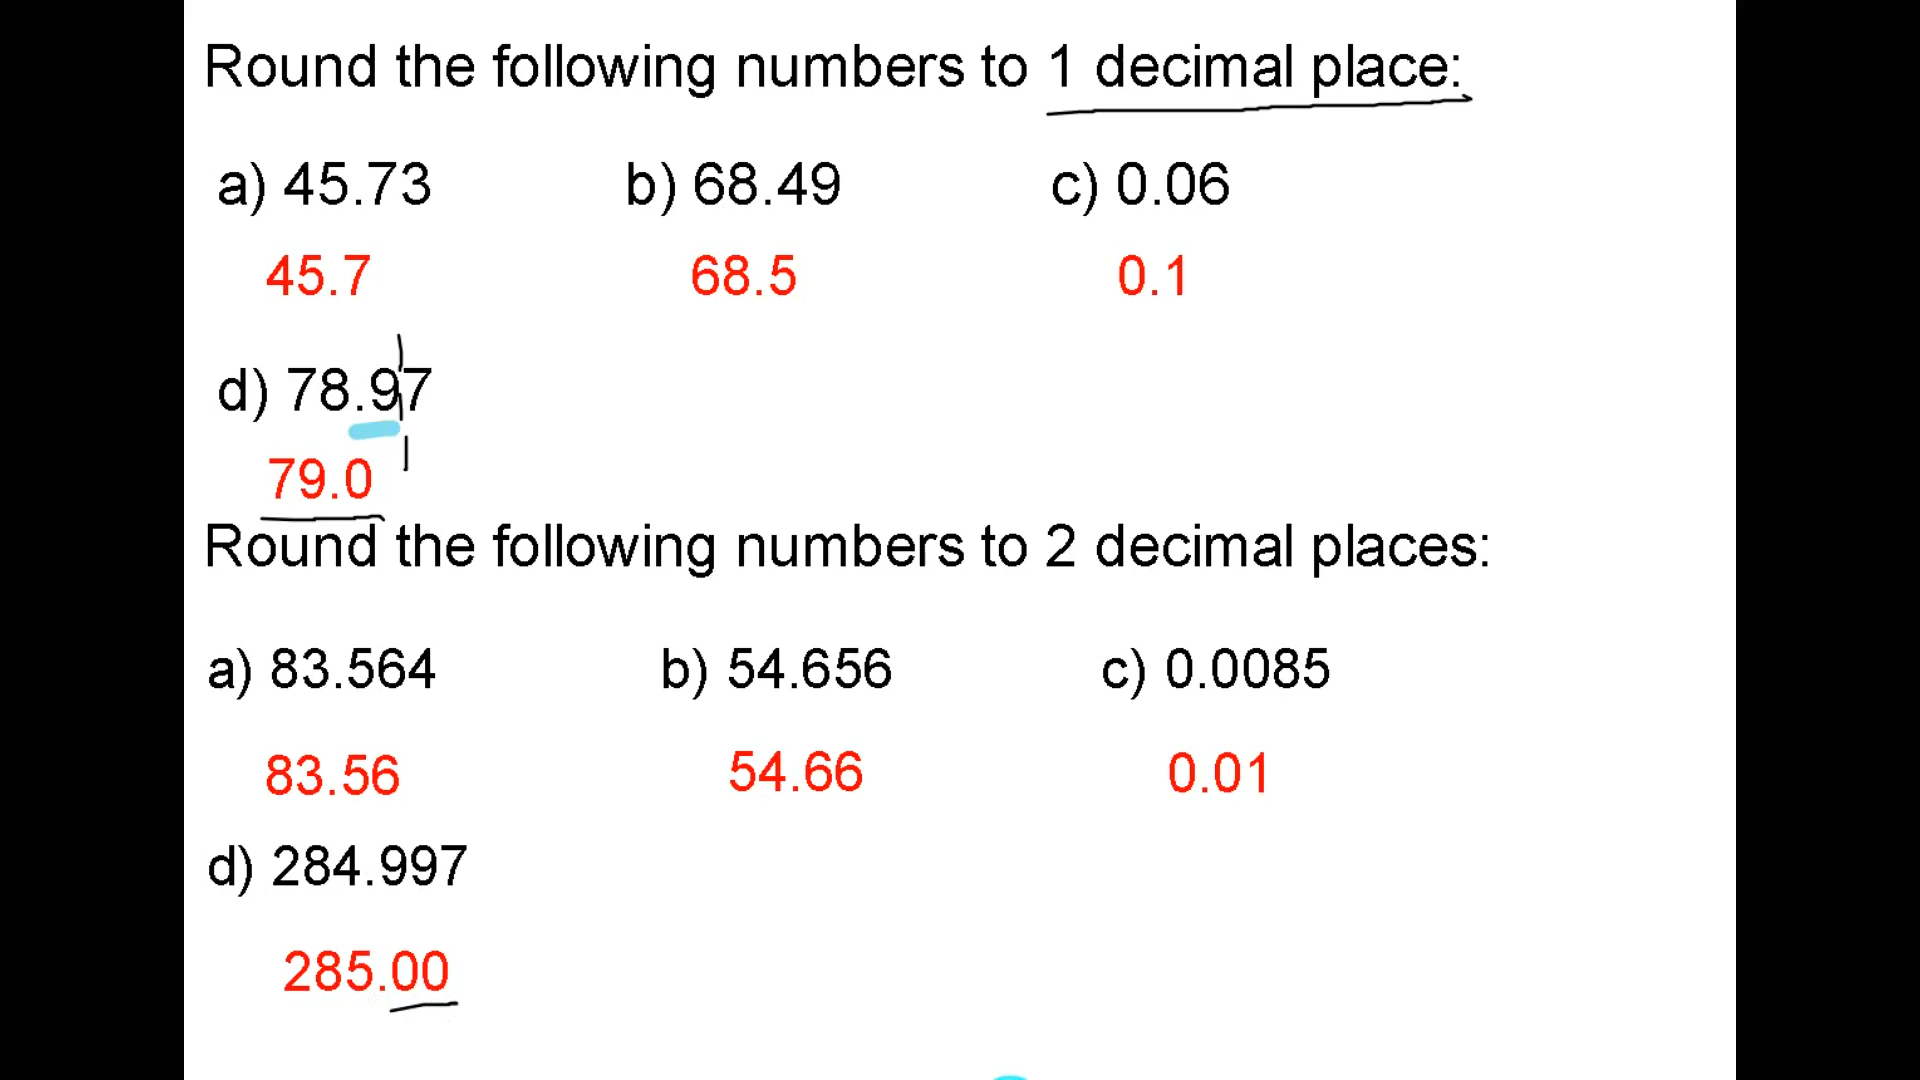 Round the following numbers to 1 decimal place:
a) 45.73 b) 68.49 c) 0.06
45.7 68.5 0.1
d) 78.97
79.0
Round the following numbers to 2 decimal places:
a) 83.564 b) 54.656 c) 0.0085
83.56 54.66 0.01
d) 284.997
285.00